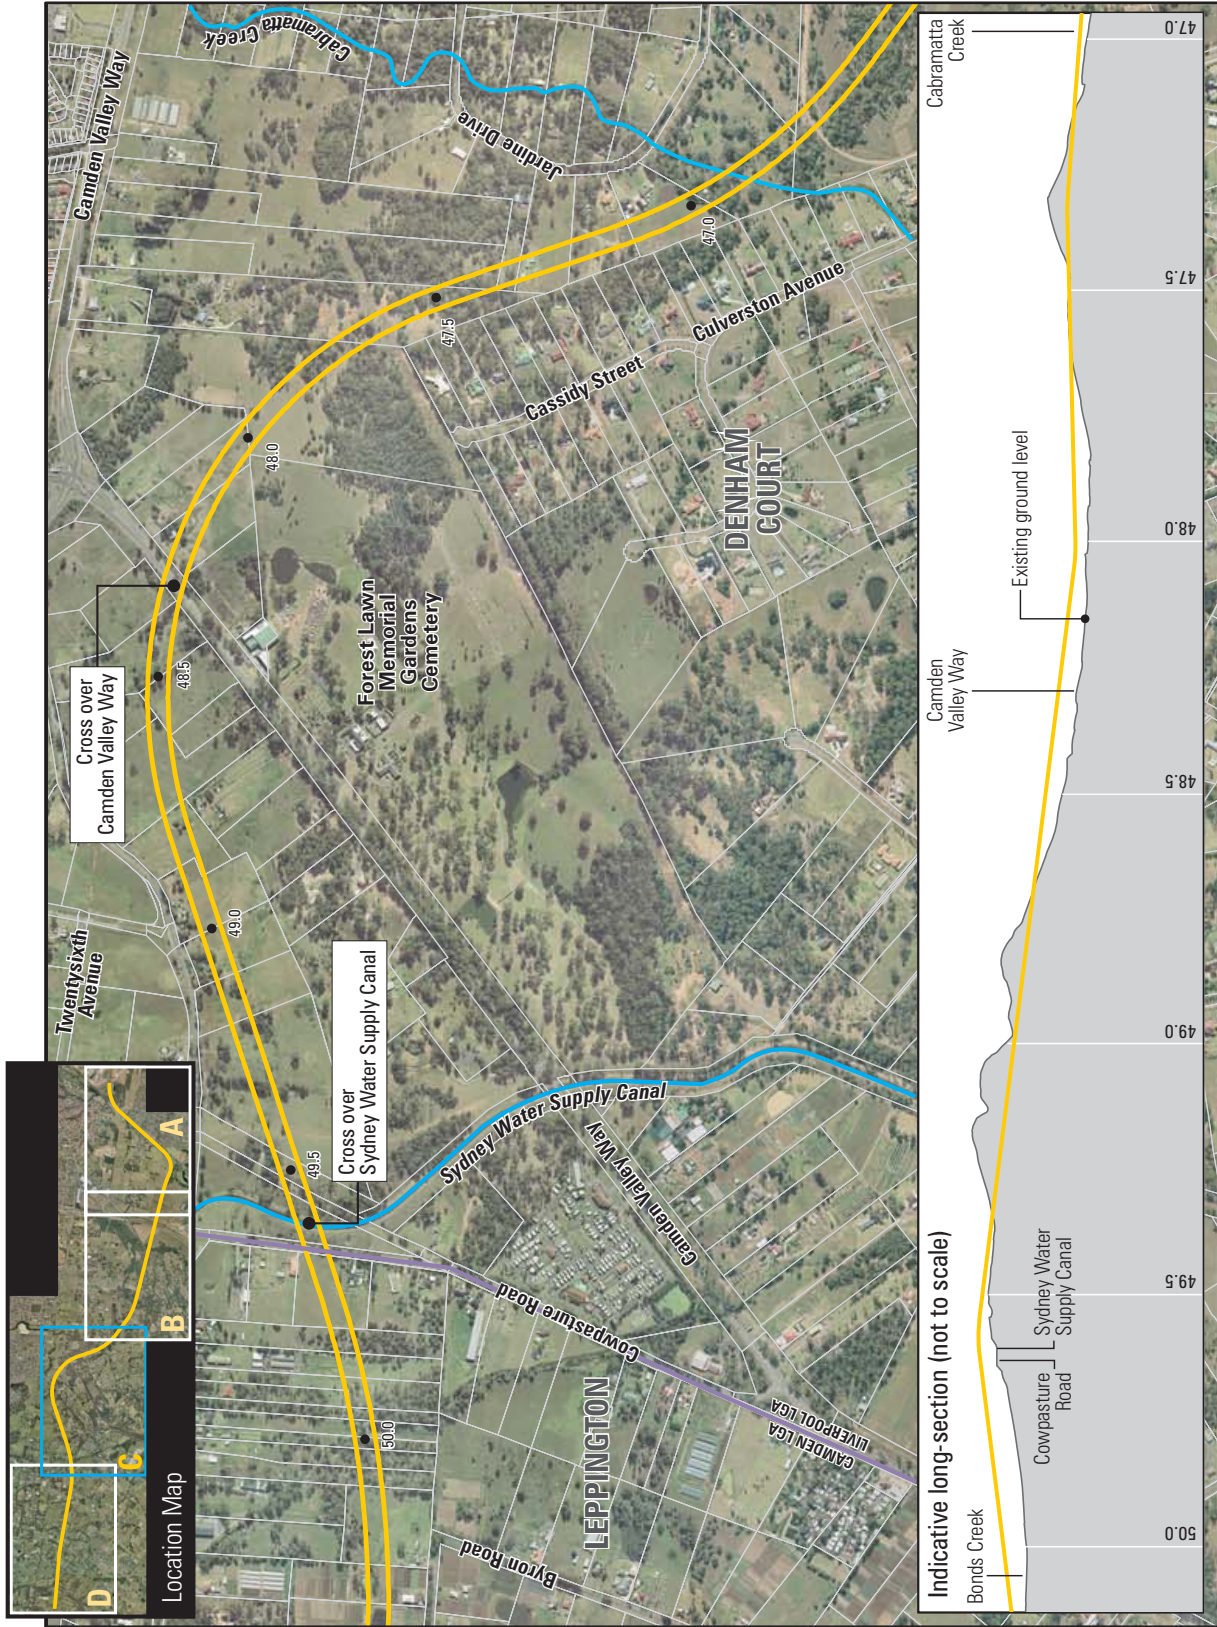 Location Map
A
B
C
D
Camden Valley Way
Cabramatta
Creek
Jardine Drive
Twentysixth
Avenue
Cross over
Camden Valley Way
Cross over
Sydney Water Supply Canal
47.0
47.5
48.0
48.5
49.0
49.5
50.0
Forest Lawn
Memorial
Gardens
Cemetery
Cassidy Street
Culverston Avenue
DENHAM
COURT
Sydney Water Supply Canal
Camden Valley Way
Cowpasture Road
CAMDEN LGA
LIVERPOOL LGA
LEPPINGTON
Byron Road
Indicative long-section (not to scale)
Bonds Creek
Cowpasture
Road
Sydney Water
Supply Canal
Camden
Valley Way
Existing ground level
Cabramatta
Creek
50.0
49.5
49.0
48.5
48.0
47.5
47.0